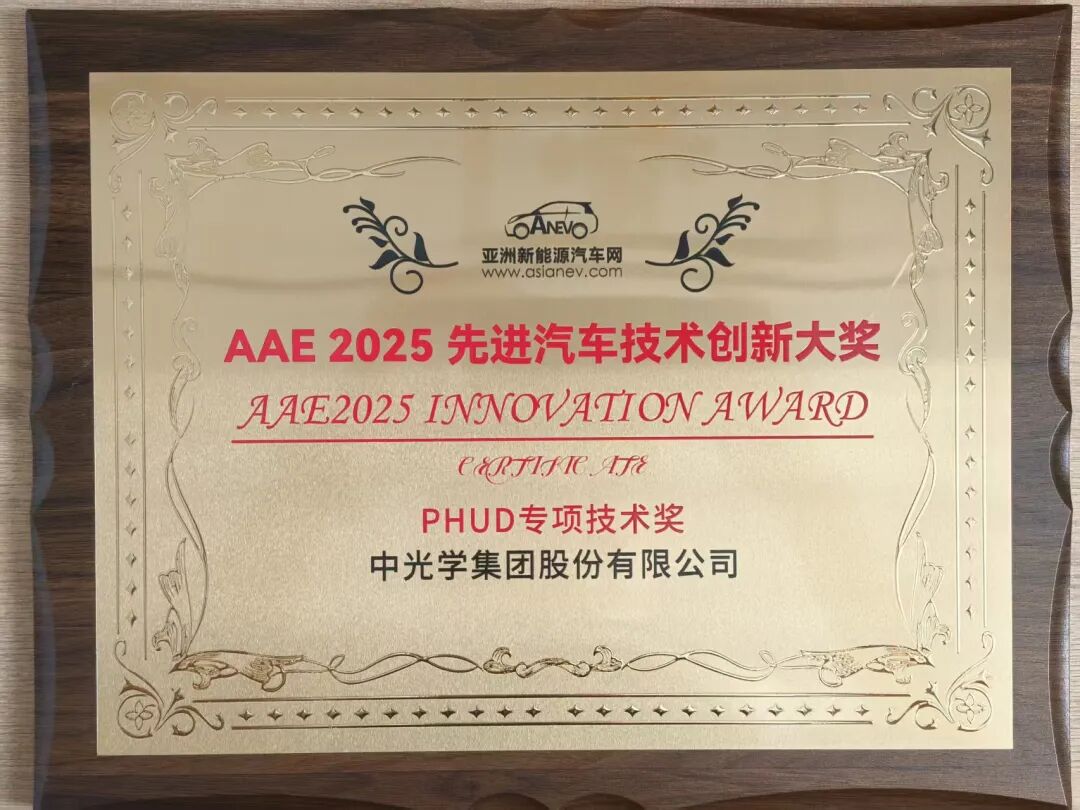 ANEV
亚洲新能源汽车网
www.asianev.com
AAE 2025 先进汽车技术创新大奖
AAE2025 INNOVATION AWARD
CERTIFICATE
PHUD专项技术奖
中光学集团股份有限公司